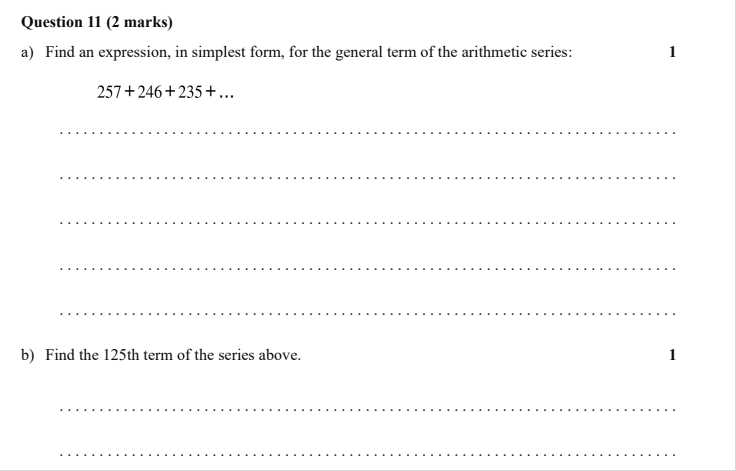 Question 11 (2 marks)
a) Find an expression, in simplest form, for the general term of the arithmetic series: 1
257+246+235+...
b) Find the 125th term of the series above. 1